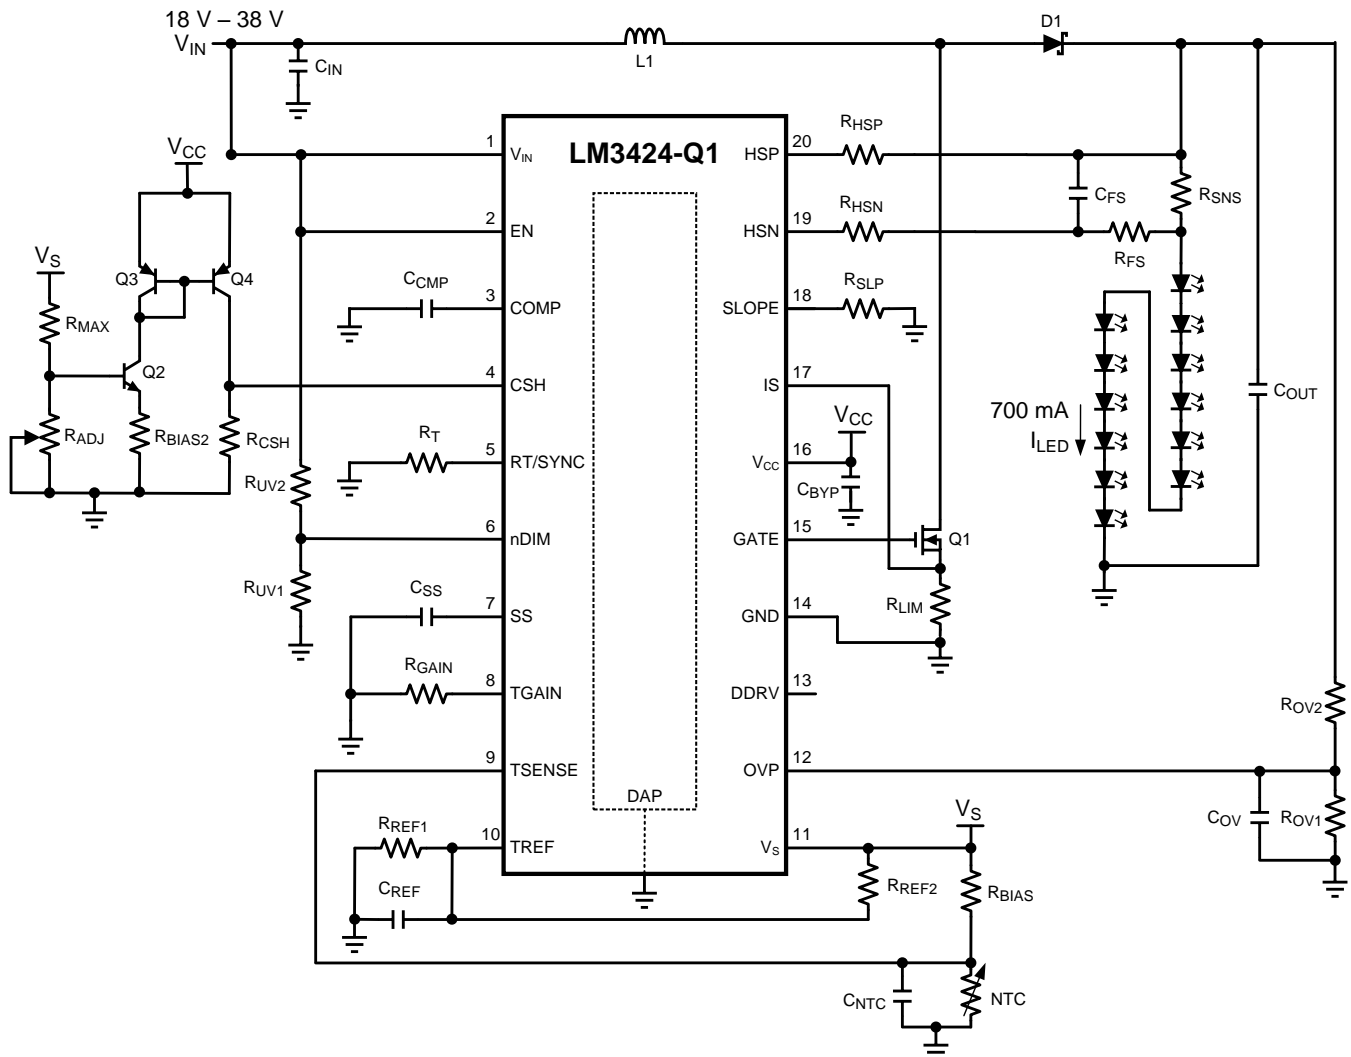 18 V – 38 V
VIN
CIN
L1
D1
VCC
Q3
Q4
VS
RMAX
Q2
RADJ
RBIAS2
RCSH
RUV2
RUV1
CCMP
RT
CSS
RGAIN
RREF1
CREF
LM3424-Q1
1
VIN
2
EN
3
COMP
4
CSH
5
RT/SYNC
6
nDIM
7
SS
8
TGAIN
9
TSENSE
10
TREF
DAP
HSP
20
HSN
19
SLOPE
18
IS
17
VCC
16
GATE
15
GND
14
DDRV
13
OVP
12
VS
11
RHSP
RHSN
CFS
RSNS
RFS
RSLP
VCC
CBYP
Q1
RLIM
700 mA
ILED
COUT
ROV2
COV
ROV1
VS
RREF2
RBIAS
CNTC
NTC